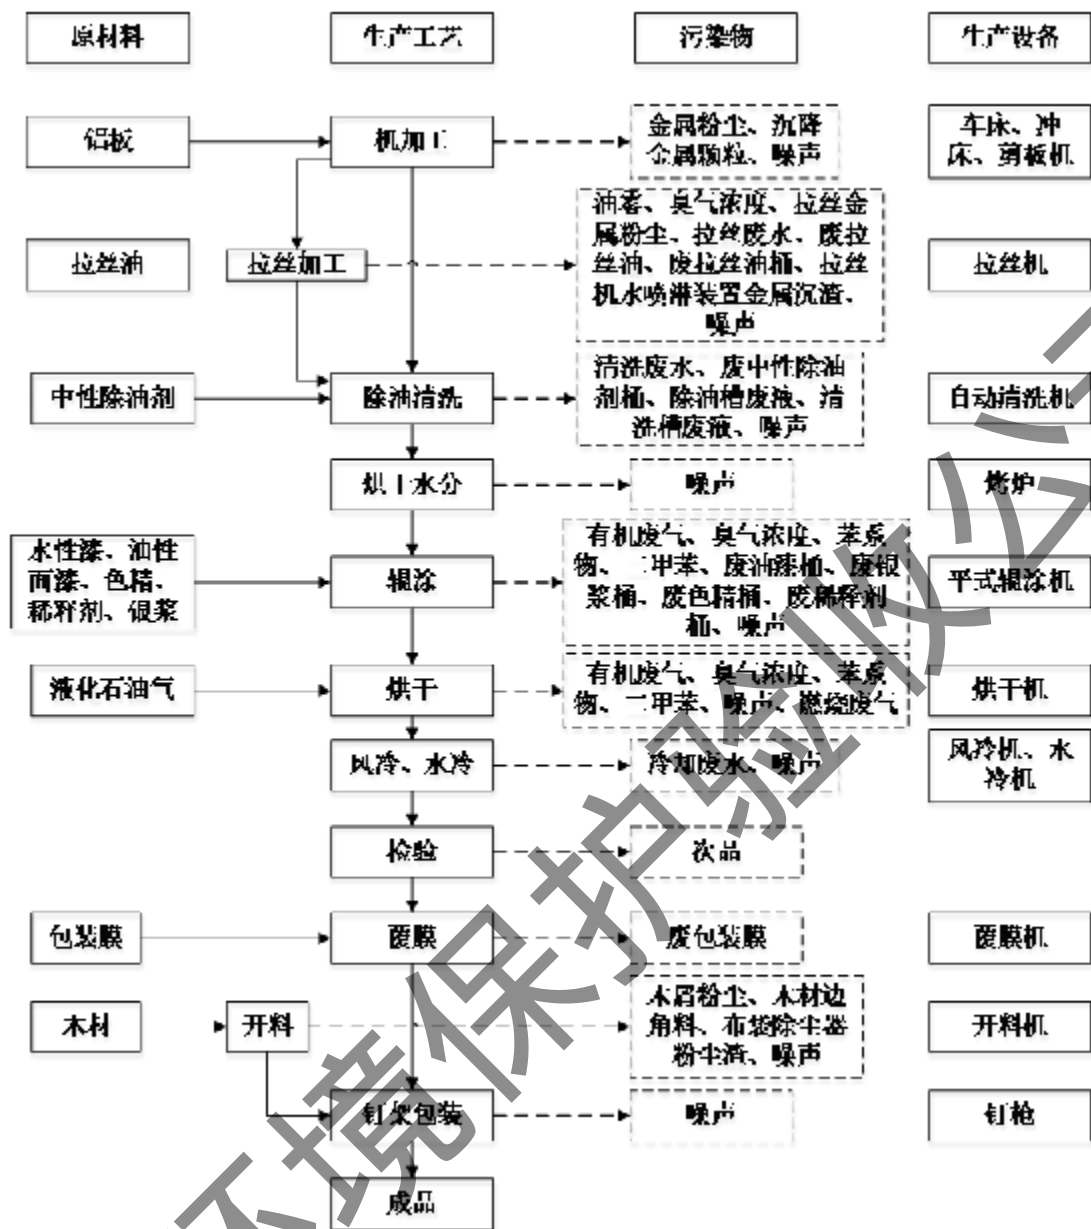 原材料
生产工艺
污染物
生产设备
铝板
机加工
金属粉尘、沉降
金属颗粒、噪声
车床、冲
床、剪板机
拉丝油
拉丝加工
油雾、臭气浓度、拉丝金
属粉尘、拉丝废水、废拉
丝油、废拉丝油桶、拉丝
机水喷淋装置金属沉渣、
噪声
拉丝机
中性除油剂
除油清洗
清洗废水、废中性除油
剂桶、除油槽废液、清
洗槽废液、噪声
自动清洗机
烘干水分
噪声
烤炉
水性漆、油性
面漆、色精、
稀释剂、银浆
辊涂
有机废气、臭气浓度、苯系
物、二甲苯、废油漆桶、废银
浆桶、废色精桶、废稀释剂
桶、噪声
平式辊涂机
液化石油气
烘干
有机废气、臭气浓度、苯系
物、二甲苯、噪声、燃烧废气
烘干机
风冷、水冷
冷却废水、噪声
风冷机、水
冷机
检验
次品
包装膜
覆膜
废包装膜
覆膜机
木材
开料
木屑粉尘、木材边
角料、布袋除尘器
粉尘渣、噪声
开料机
钉架包装
噪声
钉枪
成品
环境保护验收公